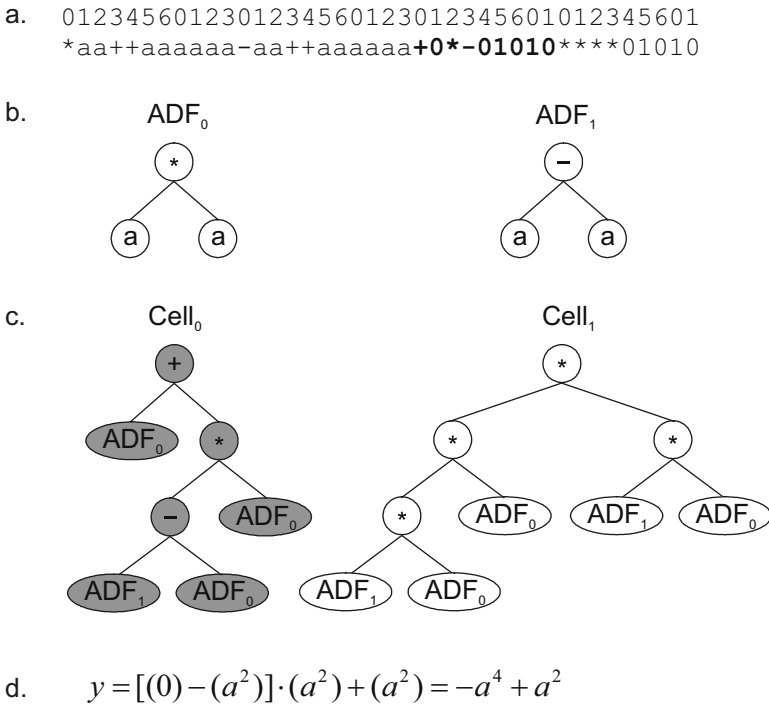 a. 0123456012301234560123012345601012345601
*aa++aaaaaa-aa++aaaaaa+0*-01010****01010
b. ADF₀ ADF₁
* -
a a a a
c. Cell₀ Cell₁
+ *
ADF₀ * * *
- ADF₀ * ADF₀ ADF₁ ADF₀
ADF₁ ADF₀ ADF₁ ADF₀
d. y = [(0) − (a²)] · (a²) + (a²) = −a⁴ + a²